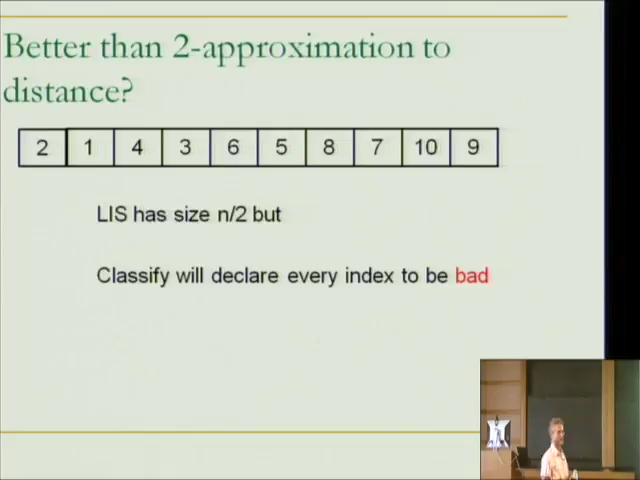 Better than 2-approximation to
distance?
2 1 4 3 6 5 8 7 10 9
LIS has size n/2 but
Classify will declare every index to be bad